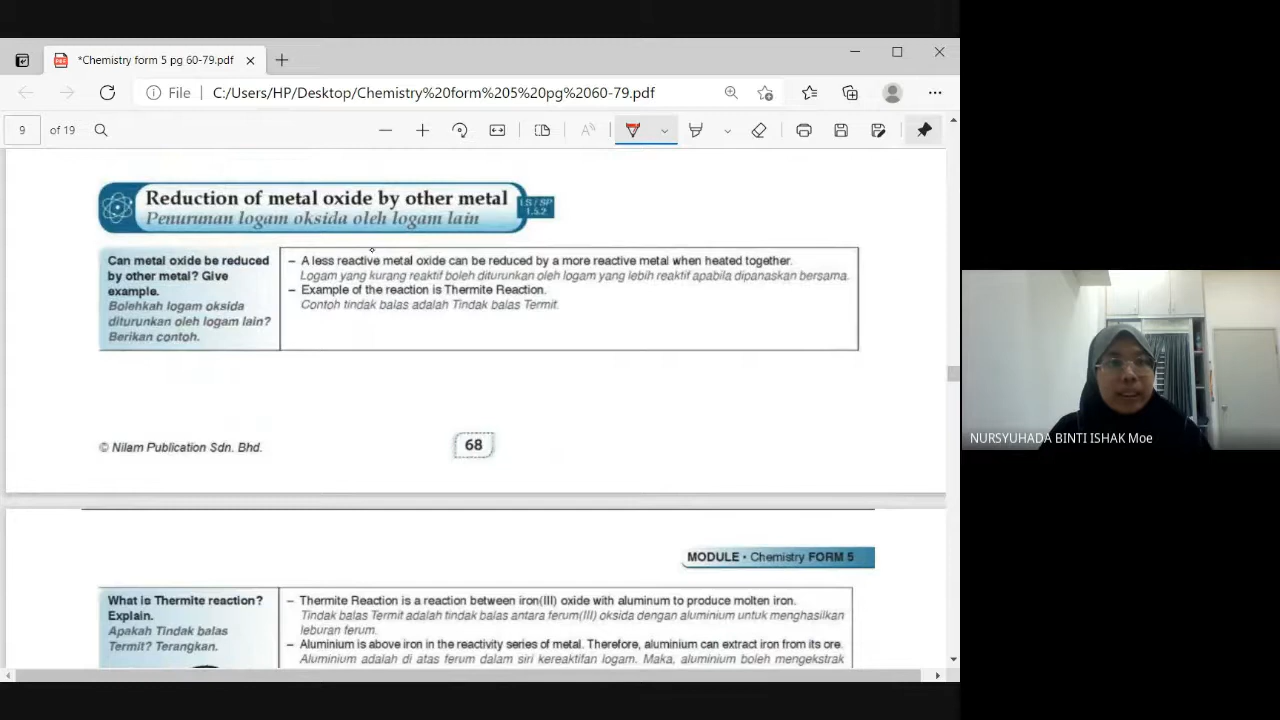 *Chemistry form 5 pg 60-79.pdf
File
C:/Users/HP/Desktop/Chemistry%20form%205%20pg%2060-79.pdf
9 of 19
Reduction of metal oxide by other metal
Penurunan logam oksida oleh logam lain
LS / SP
1.5.2
Can metal oxide be reduced
by other metal? Give
example.
Bolehkah logam oksida
diturunkan oleh logam lain?
Berikan contoh.
– A less reactive metal oxide can be reduced by a more reactive metal when heated together.
Logam yang kurang reaktif boleh diturunkan oleh logam yang lebih reaktif apabila dipanaskan bersama.
– Example of the reaction is Thermite Reaction.
Contoh tindak balas adalah Tindak balas Termit.
© Nilam Publication Sdn. Bhd.
68
MODULE • Chemistry FORM 5
What is Thermite reaction?
Explain.
Apakah Tindak balas
Termit? Terangkan.
– Thermite Reaction is a reaction between iron(III) oxide with aluminum to produce molten iron.
Tindak balas Termit adalah tindak balas antara ferum(III) oksida dengan aluminium untuk menghasilkan
leburan ferum.
– Aluminium is above iron in the reactivity series of metal. Therefore, aluminium can extract iron from its ore.
Aluminium adalah di atas ferum dalam siri kereaktifan logam. Maka, aluminium boleh mengekstrak
NURSYUHADA BINTI ISHAK Moe